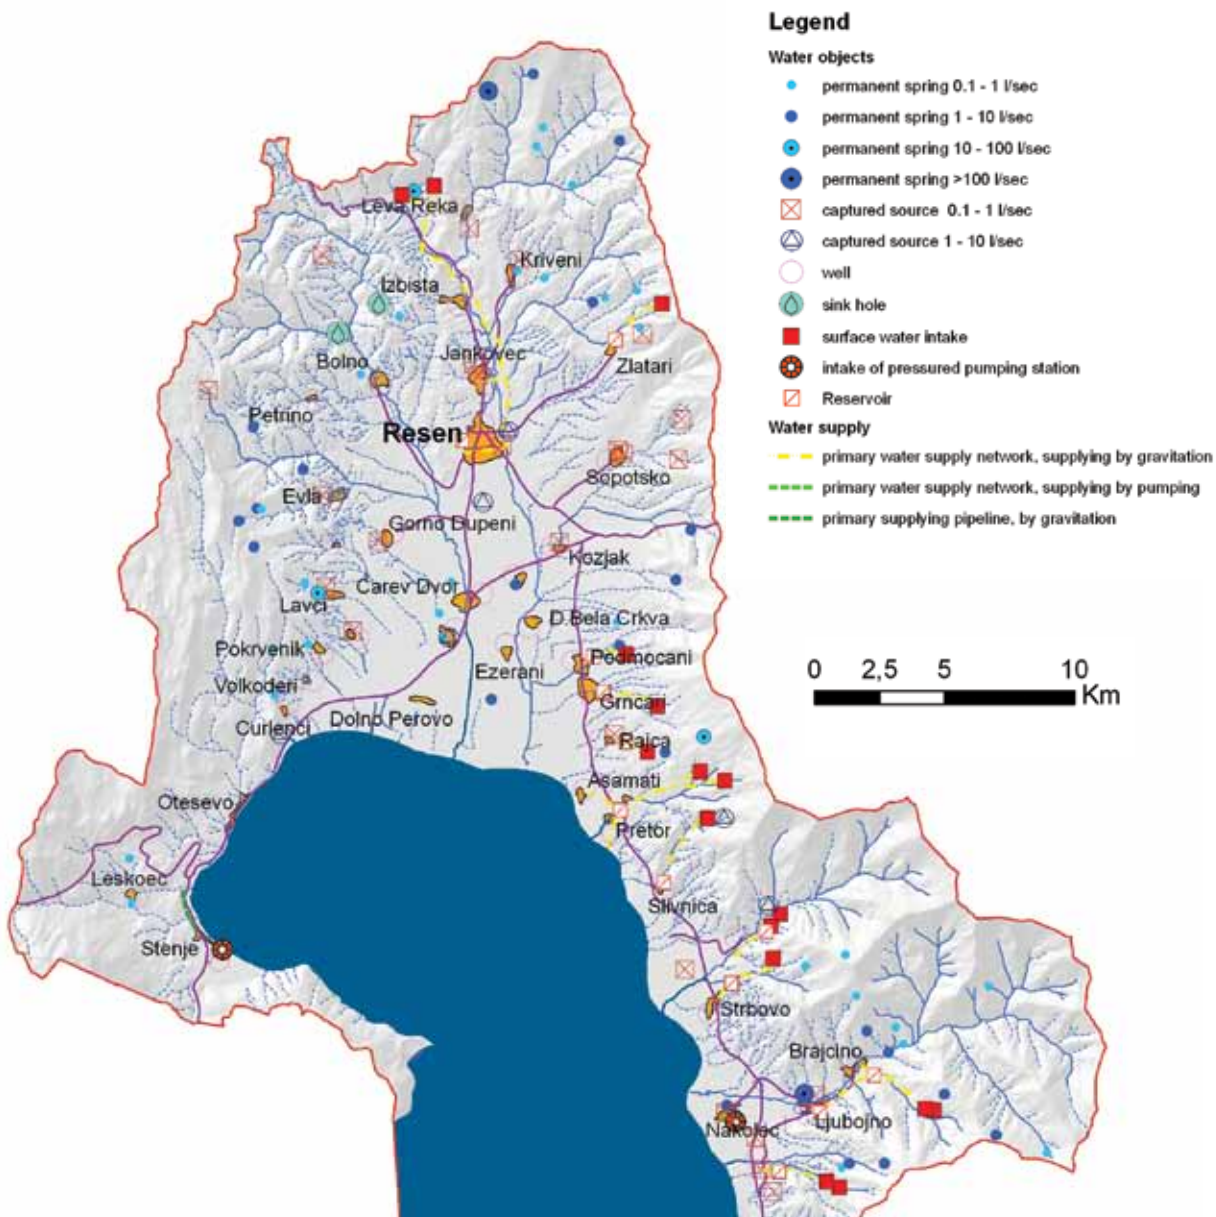 Legend
Water objects
permanent spring 0.1 - 1 l/sec
permanent spring 1 - 10 l/sec
permanent spring 10 - 100 l/sec
permanent spring >100 l/sec
captured source 0.1 - 1 l/sec
captured source 1 - 10 l/sec
well
sink hole
surface water intake
intake of pressured pumping station
Reservoir
Water supply
primary water supply network, supplying by gravitation
primary water supply network, supplying by pumping
primary supplying pipeline, by gravitation
0 2,5 5 10
Km
Leva Reka
Kriveni
Izbista
Jankovec
Bolno
Zlatari
Petrino
Resen
Sopotsko
Evla
Gorno Dupeni
Kozjak
Carev Dvor
Lavci
D.Bela Crkva
Pokrvenik
Podmocani
Ezerani
Volkoderi
Grncari
Dolno Perovo
Curlenci
Rajca
Asamati
Otesevo
Pretor
Leskoec
Slivnica
Stenje
Strbovo
Brajcino
Ljubojno
Nakolec